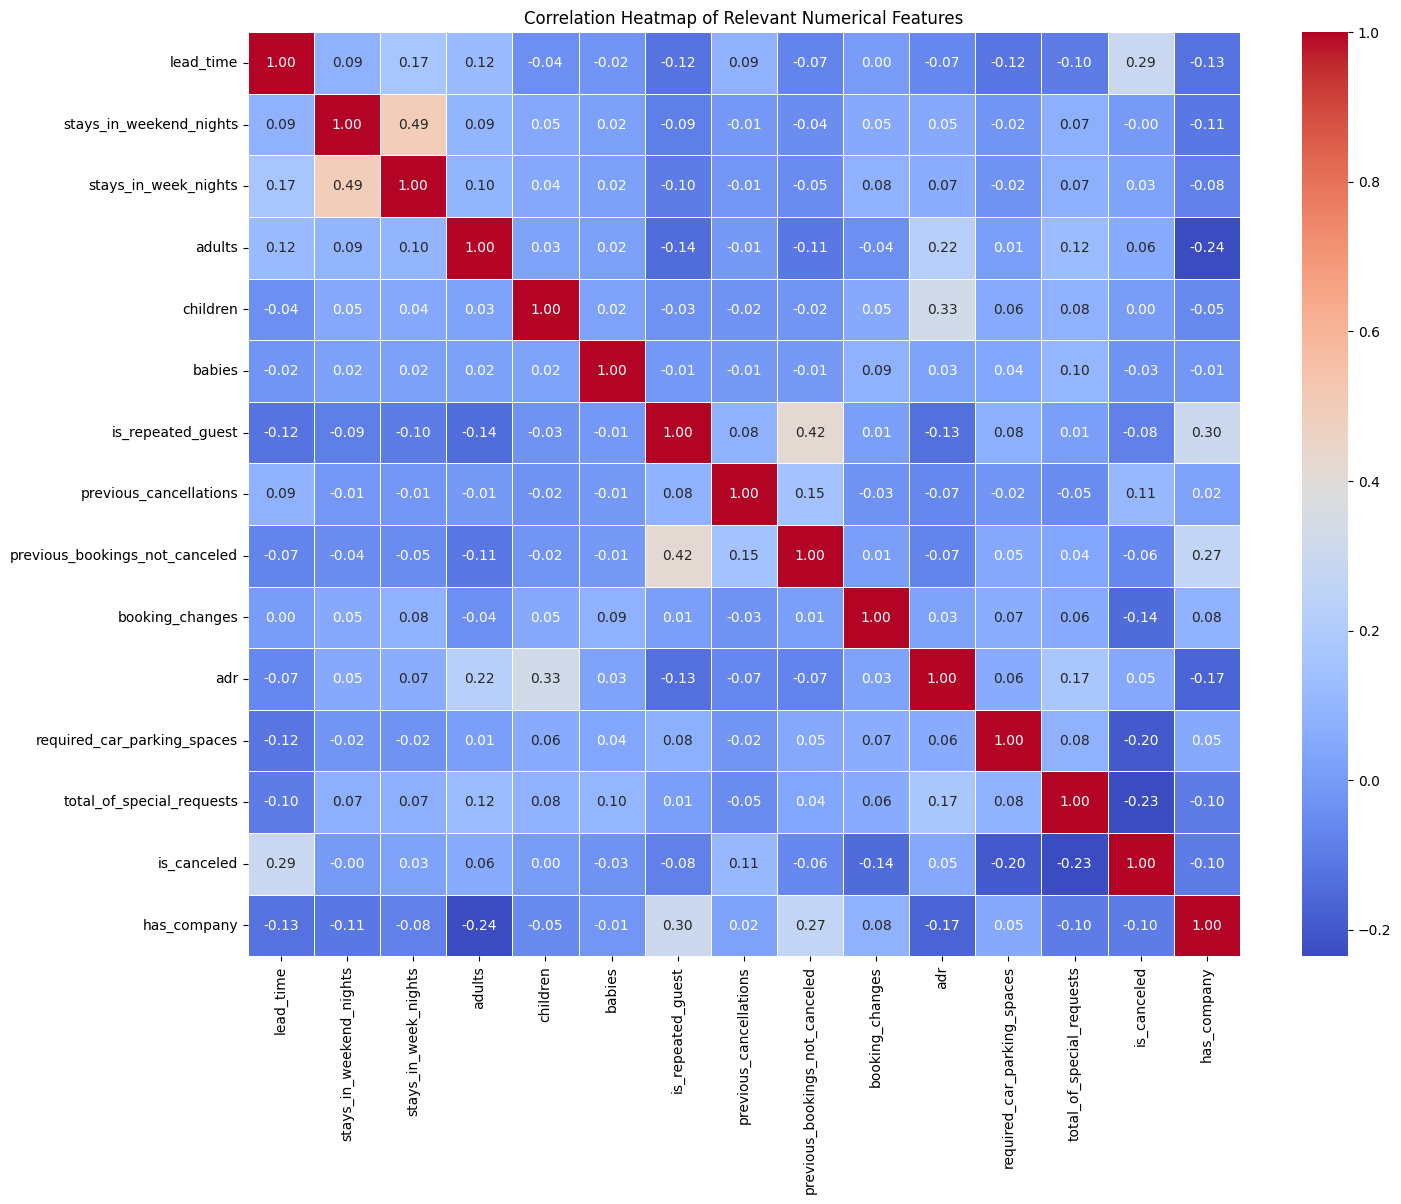 Correlation Heatmap of Relevant Numerical Features
lead_time 1.00 0.09 0.17 0.12 -0.04 -0.02 -0.12 0.09 -0.07 0.00 -0.07 -0.12 -0.10 0.29 -0.13
stays_in_weekend_nights 0.09 1.00 0.49 0.09 0.05 0.02 -0.09 -0.01 -0.04 0.05 0.05 -0.02 0.07 -0.00 -0.11
stays_in_week_nights 0.17 0.49 1.00 0.10 0.04 0.02 -0.10 -0.01 -0.05 0.08 0.07 -0.02 0.07 0.03 -0.08
adults 0.12 0.09 0.10 1.00 0.03 0.02 -0.14 -0.01 -0.11 -0.04 0.22 0.01 0.12 0.06 -0.24
children -0.04 0.05 0.04 0.03 1.00 0.02 -0.03 -0.02 -0.02 0.05 0.33 0.06 0.08 0.00 -0.05
babies -0.02 0.02 0.02 0.02 0.02 1.00 -0.01 -0.01 -0.01 0.09 0.03 0.04 0.10 -0.03 -0.01
is_repeated_guest -0.12 -0.09 -0.10 -0.14 -0.03 -0.01 1.00 0.08 0.42 0.01 -0.13 0.08 0.01 -0.08 0.30
previous_cancellations 0.09 -0.01 -0.01 -0.01 -0.02 -0.01 0.08 1.00 0.15 -0.03 -0.07 -0.02 -0.05 0.11 0.02
previous_bookings_not_canceled -0.07 -0.04 -0.05 -0.11 -0.02 -0.01 0.42 0.15 1.00 0.01 -0.07 0.05 0.04 -0.06 0.27
booking_changes 0.00 0.05 0.08 -0.04 0.05 0.09 0.01 -0.03 0.01 1.00 0.03 0.07 0.06 -0.14 0.08
adr -0.07 0.05 0.07 0.22 0.33 0.03 -0.13 -0.07 -0.07 0.03 1.00 0.06 0.17 0.05 -0.17
required_car_parking_spaces -0.12 -0.02 -0.02 0.01 0.06 0.04 0.08 -0.02 0.05 0.07 0.06 1.00 0.08 -0.20 0.05
total_of_special_requests -0.10 0.07 0.07 0.12 0.08 0.10 0.01 -0.05 0.04 0.06 0.17 0.08 1.00 -0.23 -0.10
is_canceled 0.29 -0.00 0.03 0.06 0.00 -0.03 -0.08 0.11 -0.06 -0.14 0.05 -0.20 -0.23 1.00 -0.10
has_company -0.13 -0.11 -0.08 -0.24 -0.05 -0.01 0.30 0.02 0.27 0.08 -0.17 0.05 -0.10 -0.10 1.00
lead_time
stays_in_weekend_nights
stays_in_week_nights
adults
children
babies
is_repeated_guest
previous_cancellations
previous_bookings_not_canceled
booking_changes
adr
required_car_parking_spaces
total_of_special_requests
is_canceled
has_company
1.0
0.8
0.6
0.4
0.2
0.0
−0.2